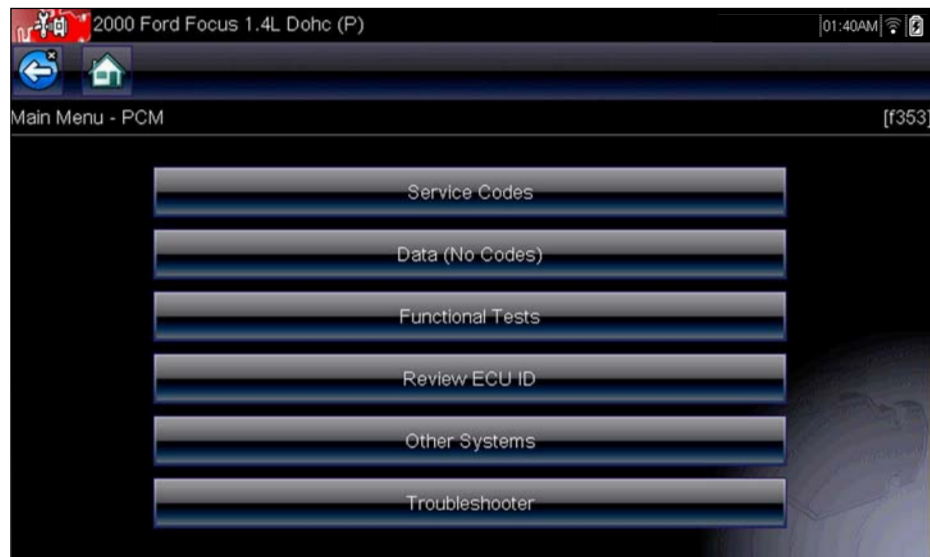 2000 Ford Focus 1.4L Dohc (P)
01:40AM
Main Menu - PCM
[f353]
Service Codes
Data (No Codes)
Functional Tests
Review ECU ID
Other Systems
Troubleshooter